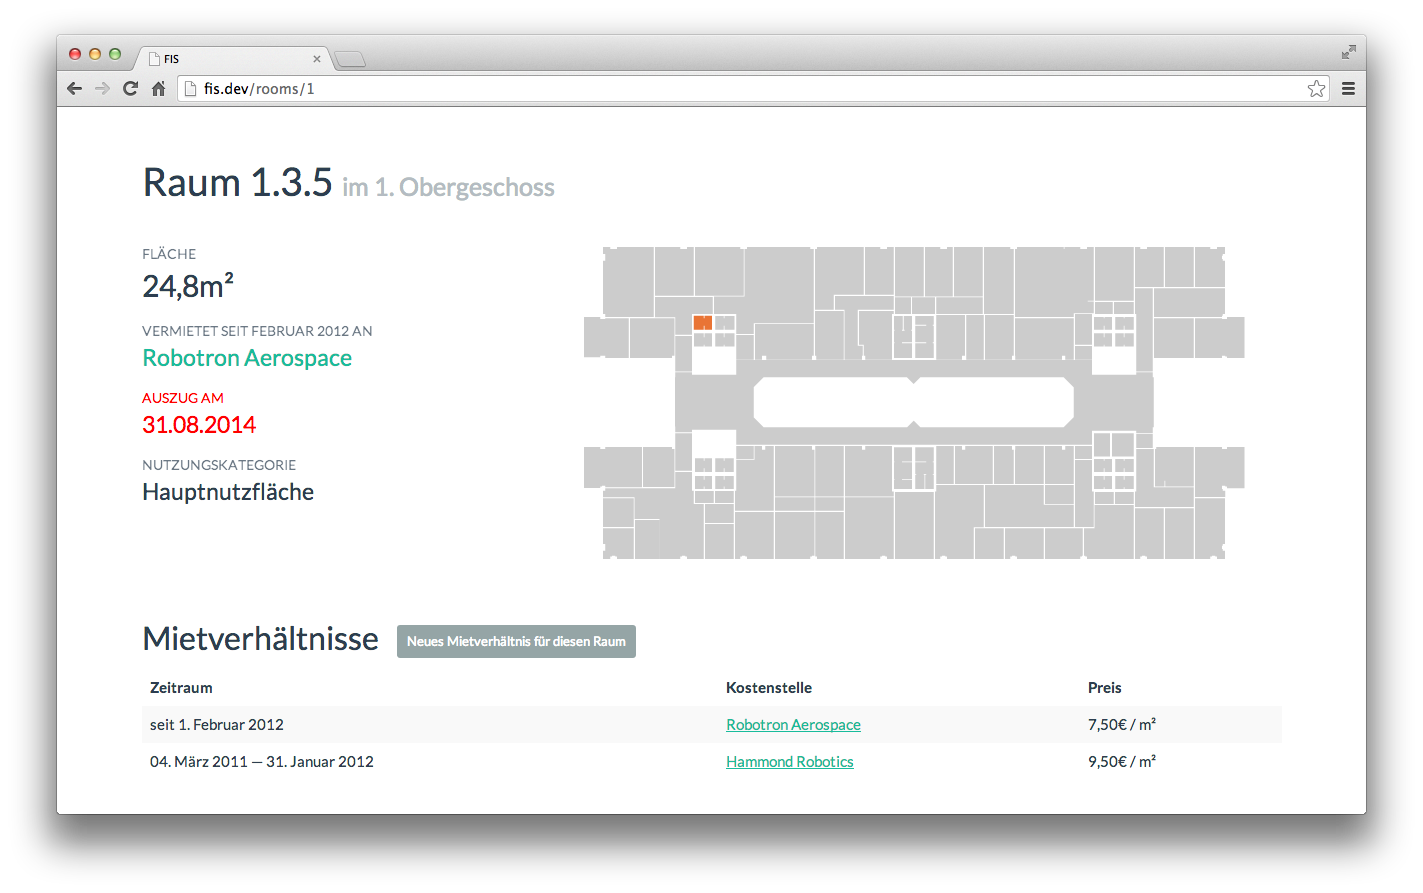 FIS
fis.dev/rooms/1
Raum 1.3.5 im 1. Obergeschoss
FLÄCHE
24,8m²
VERMIETET SEIT FEBRUAR 2012 AN
Robotron Aerospace
AUSZUG AM
31.08.2014
NUTZUNGSKATEGORIE
Hauptnutzfläche
Mietverhältnisse Neues Mietverhältnis für diesen Raum
Zeitraum Kostenstelle Preis
seit 1. Februar 2012 Robotron Aerospace 7,50€ / m²
04. März 2011 — 31. Januar 2012 Hammond Robotics 9,50€ / m²